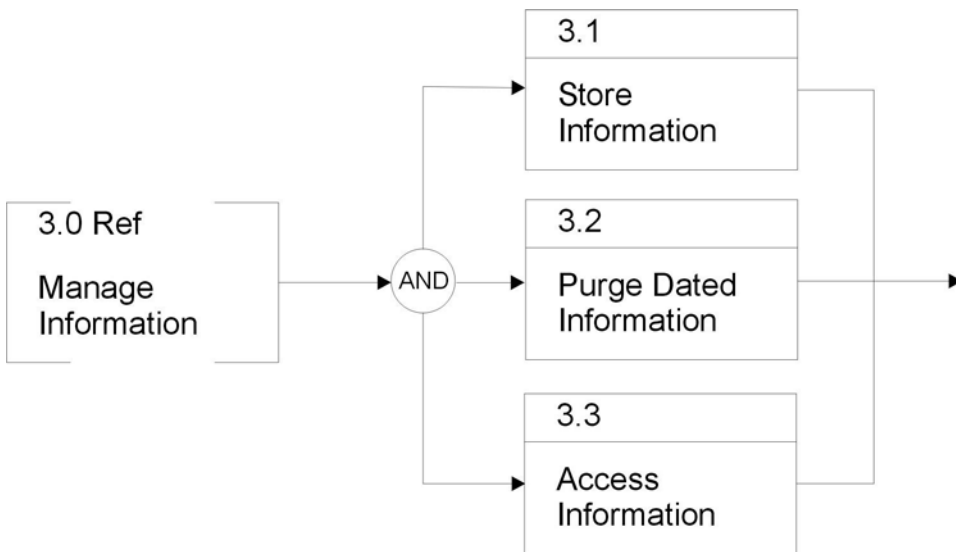 3.1
Store
Information
3.0 Ref
Manage
Information
AND
3.2
Purge Dated
Information
3.3
Access
Information